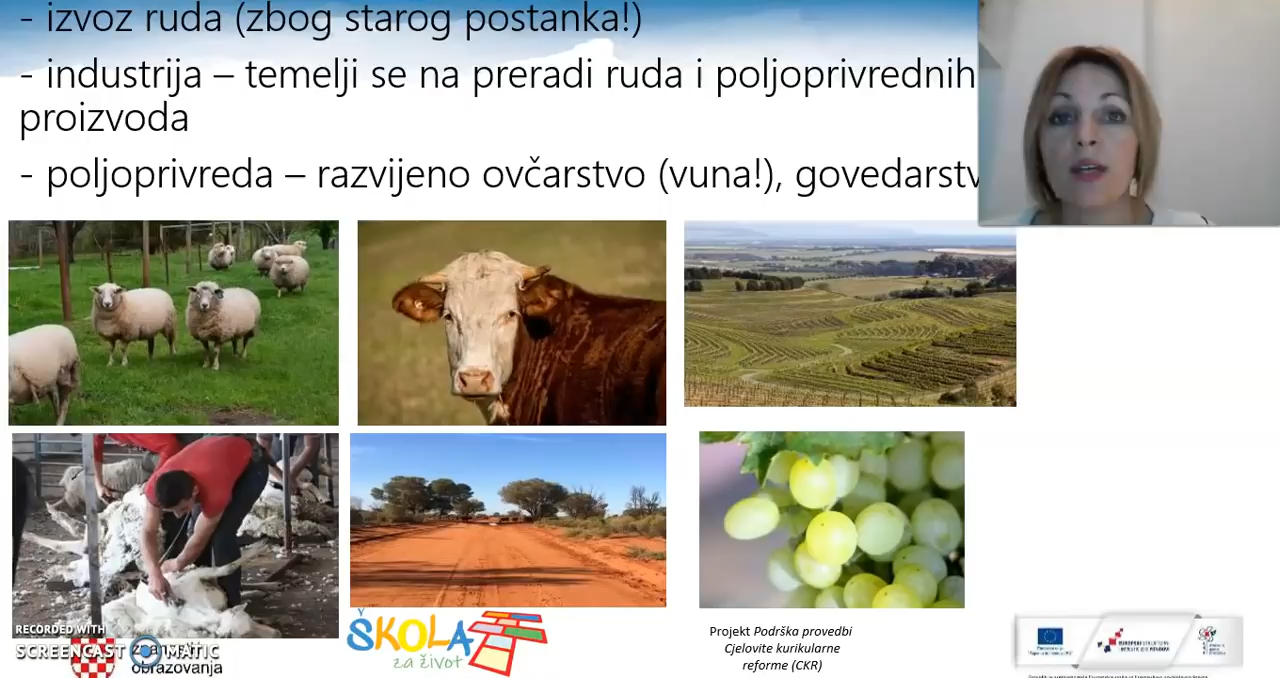 - izvoz ruda (zbog starog postanka!)
- industrija – temelji se na preradi ruda i poljoprivrednih
proizvoda
- poljoprivreda – razvijeno ovčarstvo (vuna!), govedarstv
RECORDED WITH
SCREENCAST MATIC
obrazovanja
ŠKOLA
za život
Projekt Podrška provedbi
Cjelovite kurikularne
reforme (CKR)